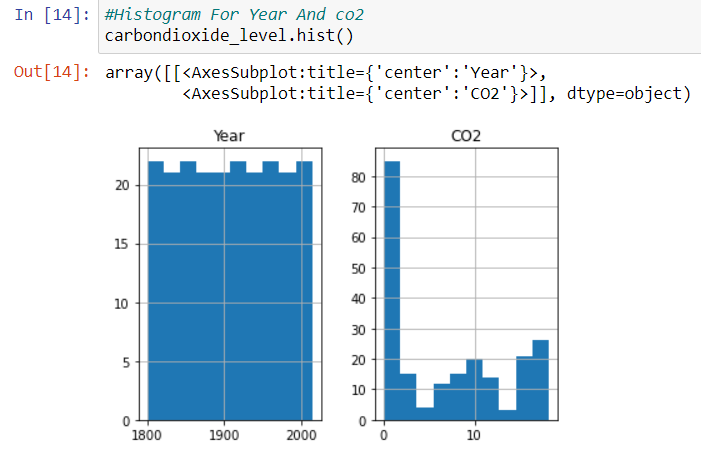 In [14]: #Histogram For Year And co2
carbondioxide_level.hist()
Out[14]: array([[<AxesSubplot:title={'center':'Year'}>,
<AxesSubplot:title={'center':'CO2'}>]], dtype=object)
Year
20
15
10
5
0
1800 1900 2000
CO2
80
70
60
50
40
30
20
10
0
0 10